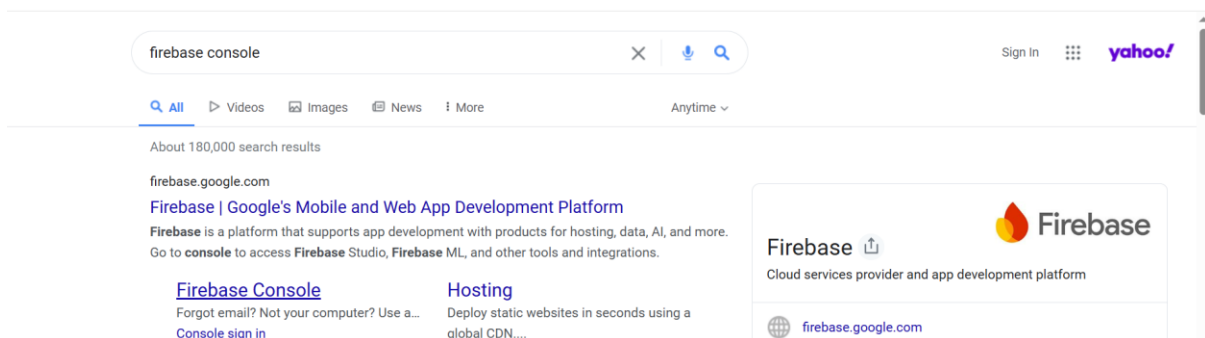 firebase console
Sign In
yahoo!
All
Videos
Images
News
More
Anytime
About 180,000 search results
firebase.google.com
Firebase | Google's Mobile and Web App Development Platform
Firebase is a platform that supports app development with products for hosting, data, AI, and more.
Go to console to access Firebase Studio, Firebase ML, and other tools and integrations.
Firebase Console
Forgot email? Not your computer? Use a...
Console sign in
Hosting
Deploy static websites in seconds using a
global CDN....
Firebase
Firebase
Cloud services provider and app development platform
firebase.google.com